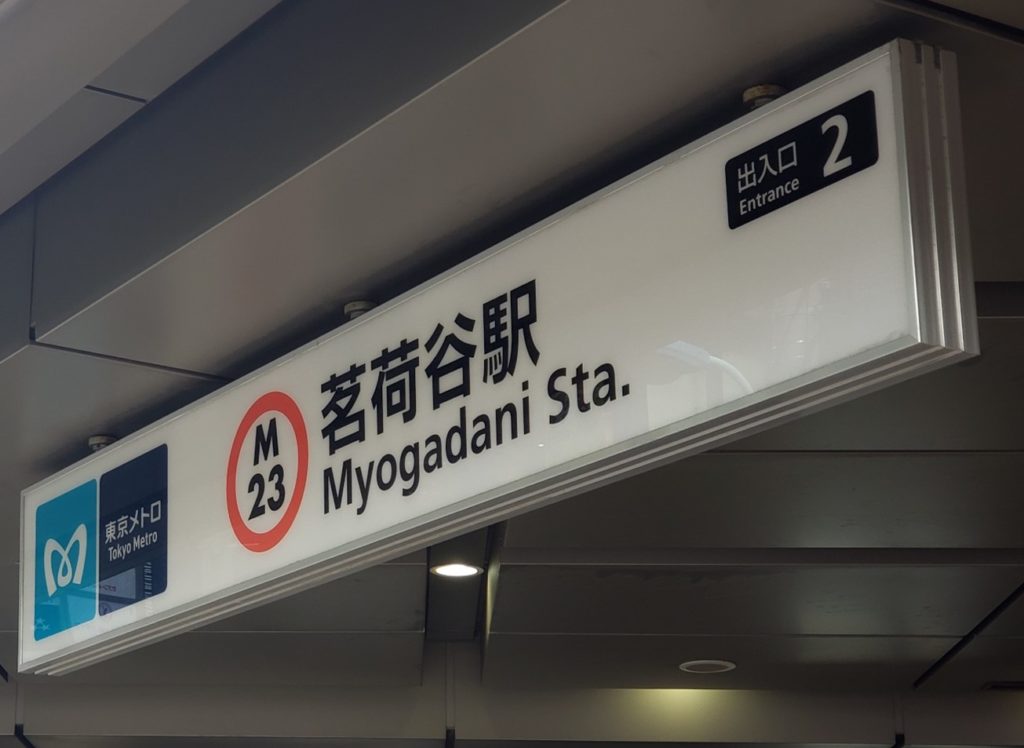 東京メトロ
Tokyo Metro
M
23
茗荷谷駅
Myogadani Sta.
出入口
Entrance
2